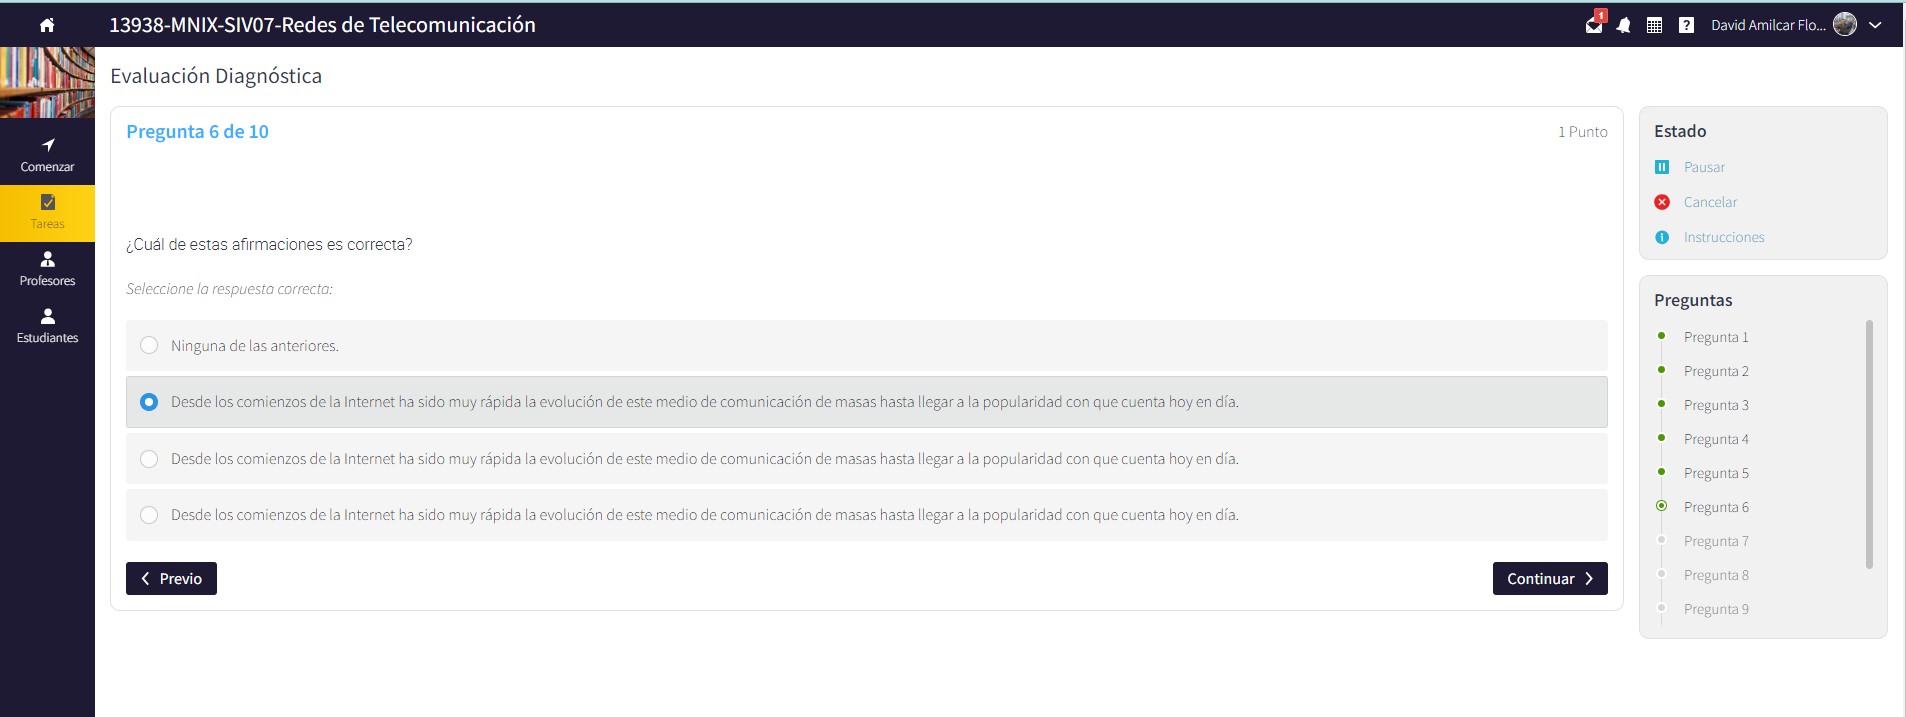 13938-MNIX-SIV07-Redes de Telecomunicación
1
?
David Amilcar Flo...
Comenzar
Tareas
Profesores
Estudiantes
Evaluación Diagnóstica
Pregunta 6 de 10
1 Punto
¿Cuál de estas afirmaciones es correcta?
Seleccione la respuesta correcta:
Ninguna de las anteriores.
Desde los comienzos de la Internet ha sido muy rápida la evolución de este medio de comunicación de masas hasta llegar a la popularidad con que cuenta hoy en día.
Desde los comienzos de la Internet ha sido muy rápida la evolución de este medio de comunicación de masas hasta llegar a la popularidad con que cuenta hoy en día.
Desde los comienzos de la Internet ha sido muy rápida la evolución de este medio de comunicación de masas hasta llegar a la popularidad con que cuenta hoy en día.
Previo
Continuar
Estado
Pausar
Cancelar
Instrucciones
Preguntas
Pregunta 1
Pregunta 2
Pregunta 3
Pregunta 4
Pregunta 5
Pregunta 6
Pregunta 7
Pregunta 8
Pregunta 9